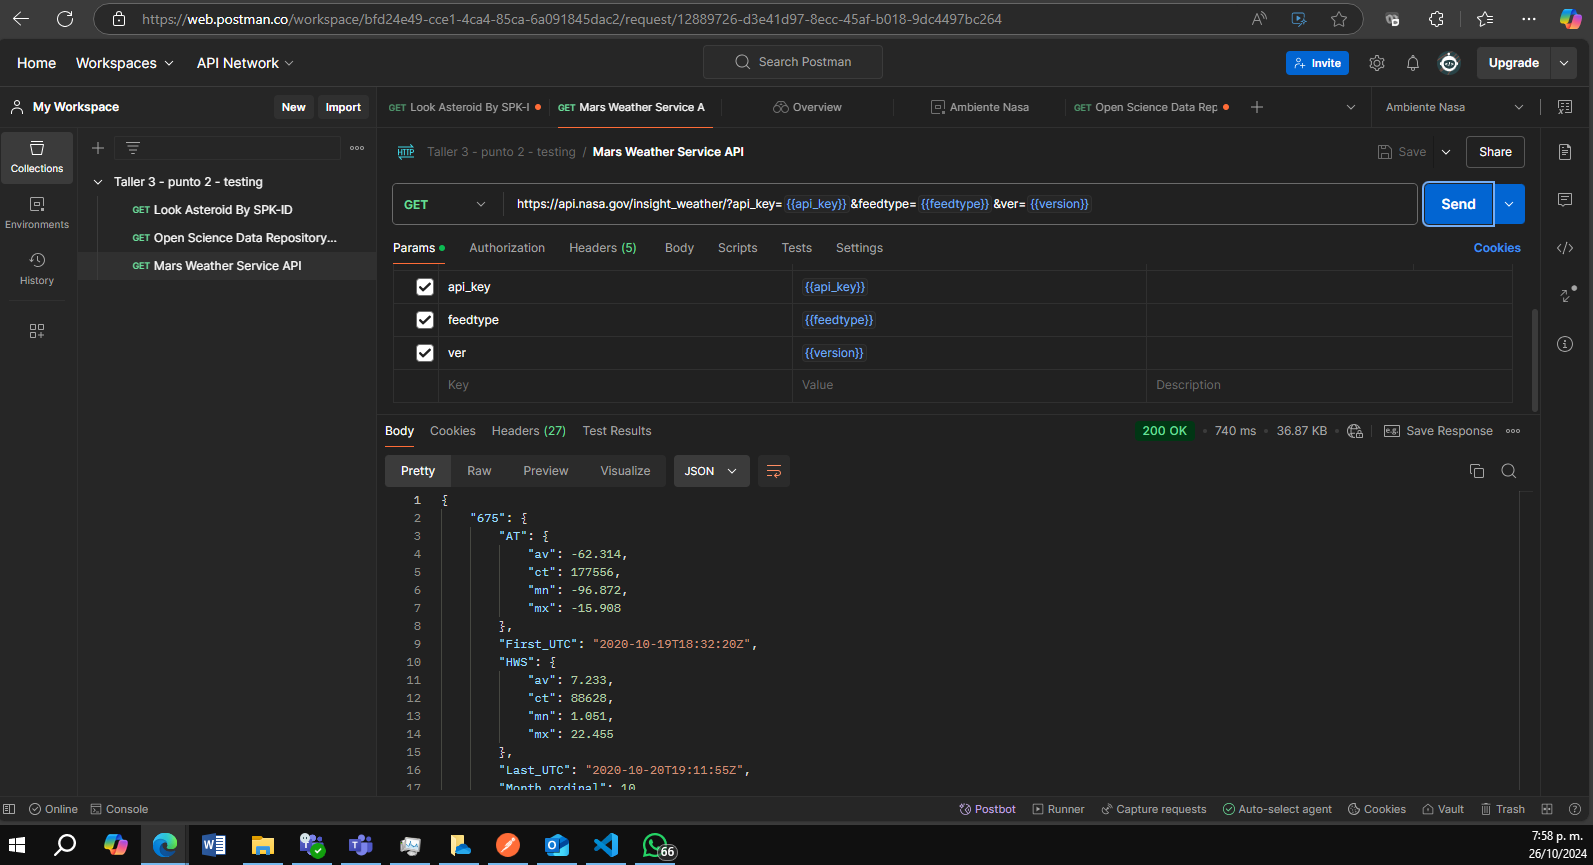 https://web.postman.co/workspace/bfd24e49-cce1-4ca4-85ca-6a091845dac2/request/12889726-d3e41d97-8ecc-45af-b018-9dc4497bc264
Home Workspaces API Network Search Postman Invite Upgrade
My Workspace New Import GET Look Asteroid By SPK-I GET Mars Weather Service A Overview Ambiente Nasa GET Open Science Data Rep Ambiente Nasa
Collections
Environments
History
Taller 3 - punto 2 - testing
GET Look Asteroid By SPK-ID
GET Open Science Data Repository...
GET Mars Weather Service API
HTTP Taller 3 - punto 2 - testing / Mars Weather Service API Save Share
GET https://api.nasa.gov/insight_weather/?api_key= {{api_key}} &feedtype= {{feedtype}} &ver= {{version}} Send
Params Authorization Headers (5) Body Scripts Tests Settings Cookies
api_key {{api_key}}
feedtype {{feedtype}}
ver {{version}}
Key Value Description
Body Cookies Headers (27) Test Results 200 OK 740 ms 36.87 KB e.g. Save Response
Pretty Raw Preview Visualize JSON
1 {
2 "675": {
3 "AT": {
4 "av": -62.314,
5 "ct": 177556,
6 "mn": -96.872,
7 "mx": -15.908
8 },
9 "First_UTC": "2020-10-19T18:32:20Z",
10 "HWS": {
11 "av": 7.233,
12 "ct": 88628,
13 "mn": 1.051,
14 "mx": 22.455
15 },
16 "Last_UTC": "2020-10-20T19:11:55Z",
17 "Month_ordinal": 10,
Online Console Postbot Runner Capture requests Auto-select agent Cookies Vault Trash
66
7:58 p. m.
26/10/2024